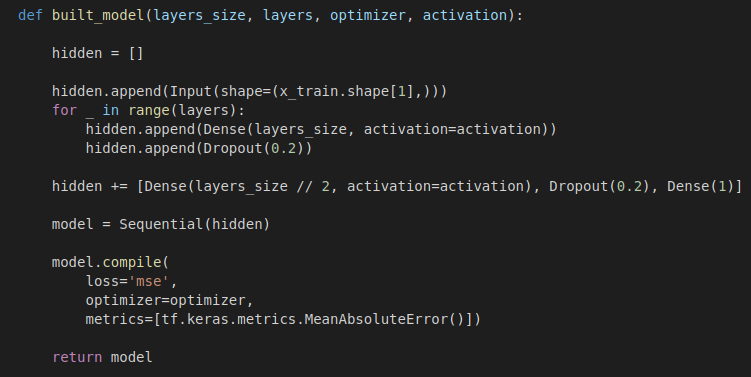 def built_model(layers_size, layers, optimizer, activation):
    hidden = []
    hidden.append(Input(shape=(x_train.shape[1],)))
    for _ in range(layers):
        hidden.append(Dense(layers_size, activation=activation))
        hidden.append(Dropout(0.2))
    hidden += [Dense(layers_size // 2, activation=activation), Dropout(0.2), Dense(1)]
    model = Sequential(hidden)
    model.compile(
        loss='mse',
        optimizer=optimizer,
        metrics=[tf.keras.metrics.MeanAbsoluteError()])
    return model